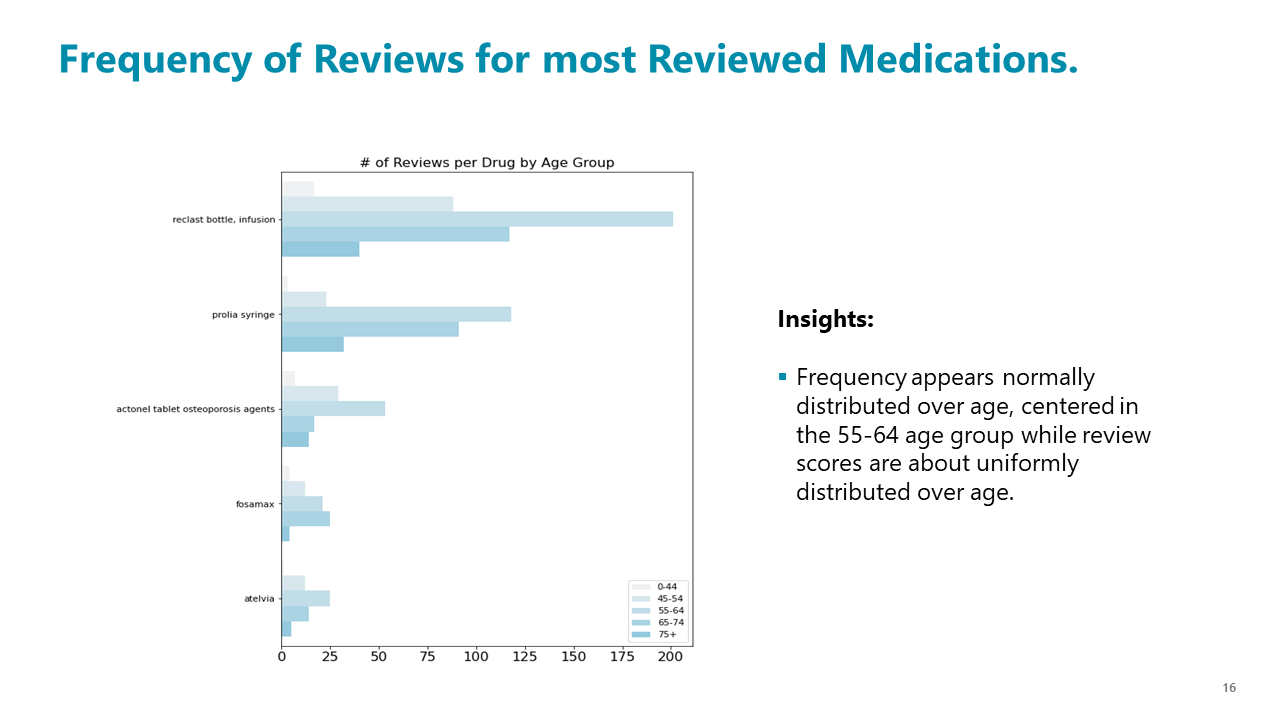 Frequency of Reviews for most Reviewed Medications.
# of Reviews per Drug by Age Group
reclast bottle, infusion
prolia syringe
actonel tablet osteoporosis agents
fosamax
atelvia
0-44
45-54
55-64
65-74
75+
0 25 50 75 100 125 150 175 200
Insights:
▪ Frequency appears normally
distributed over age, centered in
the 55-64 age group while review
scores are about uniformly
distributed over age.
16